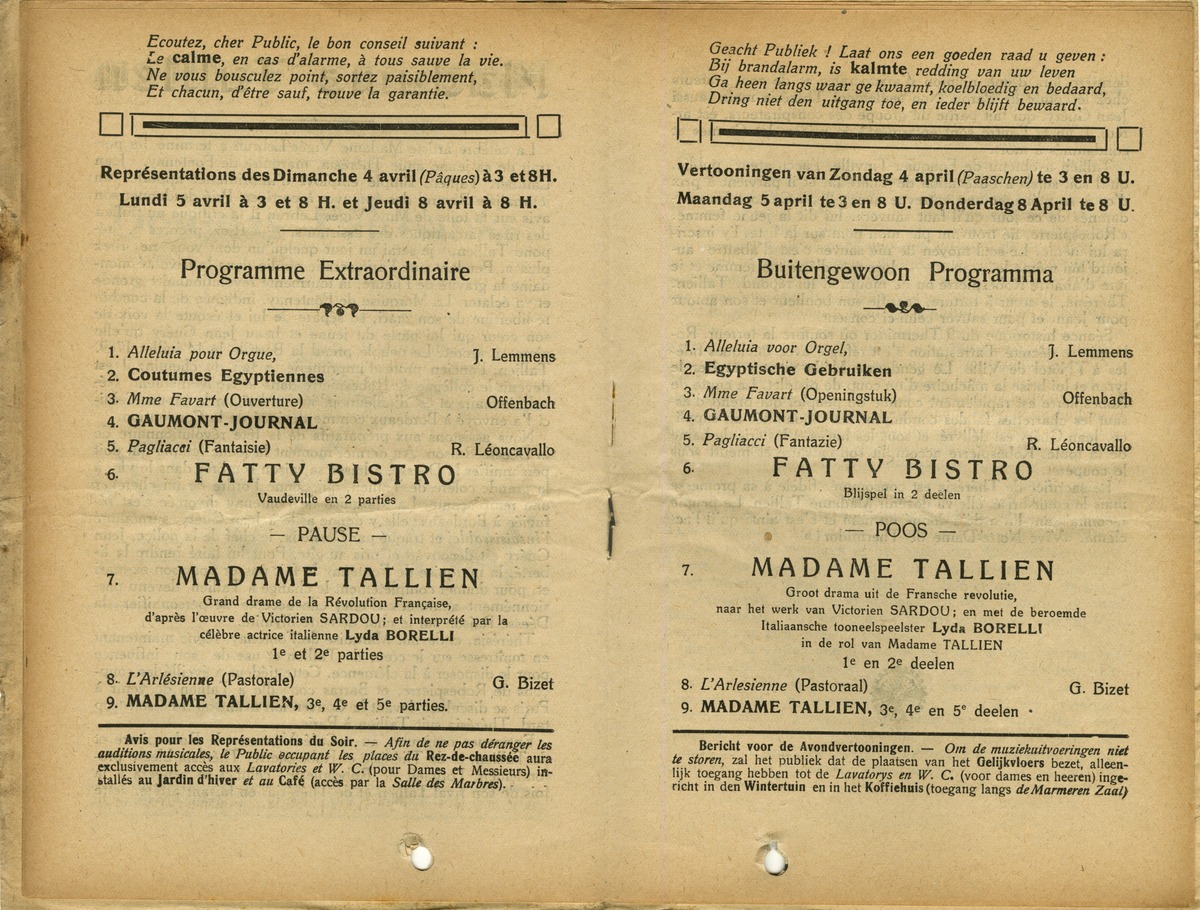 Ecoutez, cher Public, le bon conseil suivant :
Le calme, en cas d'alarme, à tous sauve la vie.
Ne vous bousculez point, sortez paisiblement,
Et chacun, d'être sauf, trouve la garantie.
Représentations des Dimanche 4 avril (Pâques) à 3 et 8 H.
Lundi 5 avril à 3 et 8 H. et Jeudi 8 avril à 8 H.
Programme Extraordinaire
1. Alleluia pour Orgue, J. Lemmens
2. Coutumes Egyptiennes
3. Mme Favart (Ouverture) Offenbach
4. GAUMONT-JOURNAL
5. Pagliacci (Fantaisie) R. Léoncavallo
6. FATTY BISTRO
Vaudeville en 2 parties
— PAUSE —
7. MADAME TALLIEN
Grand drame de la Révolution Française,
d'après l'œuvre de Victorien SARDOU ; et interprété par la
célèbre actrice italienne Lyda BORELLI
1e et 2e parties
8. L'Arlésienne (Pastorale) G. Bizet
9. MADAME TALLIEN, 3e, 4e et 5e parties.
Avis pour les Représentations du Soir. — Afin de ne pas déranger les
auditions musicales, le Public occupant les places du Rez-de-chaussée aura
exclusivement accès aux Lavatories et W. C. (pour Dames et Messieurs) in-
stallés au Jardin d'hiver et au Café (accès par la Salle des Marbres).
Geacht Publiek ! Laat ons een goeden raad u geven :
Bij brandalarm, is kalmte redding van uw leven
Ga heen langs waar ge kwaamt, koelbloedig en bedaard,
Dring niet den uitgang toe, en ieder blijft bewaard.
Vertooningen van Zondag 4 april (Paaschen) te 3 en 8 U.
Maandag 5 april te 3 en 8 U. Donderdag 8 April te 8 U.
Buitengewoon Programma
1. Alleluia voor Orgel, J. Lemmens
2. Egyptische Gebruiken
3. Mme Favart (Openingstuk) Offenbach
4. GAUMONT-JOURNAL
5. Pagliacci (Fantazie) R. Léoncavallo
6. FATTY BISTRO
Blijspel in 2 deelen
— POOS —
7. MADAME TALLIEN
Groot drama uit de Fransche revolutie,
naar het werk van Victorien SARDOU ; en met de beroemde
Italiaansche tooneelspeelster Lyda BORELLI
in de rol van Madame TALLIEN
1e en 2e deelen
8. L'Arlesienne (Pastoraal) G. Bizet
9. MADAME TALLIEN, 3e, 4e en 5e deelen .
Bericht voor de Avondvertooningen. — Om de muziekuitvoeringen niet
te storen, zal het publiek dat de plaatsen van het Gelijkvloers bezet, alleen-
lijk toegang hebben tot de Lavatorys en W. C. (voor dames en heeren) inge-
richt in den Wintertuin en in het Koffiehuis (toegang langs de Marmeren Zaal)